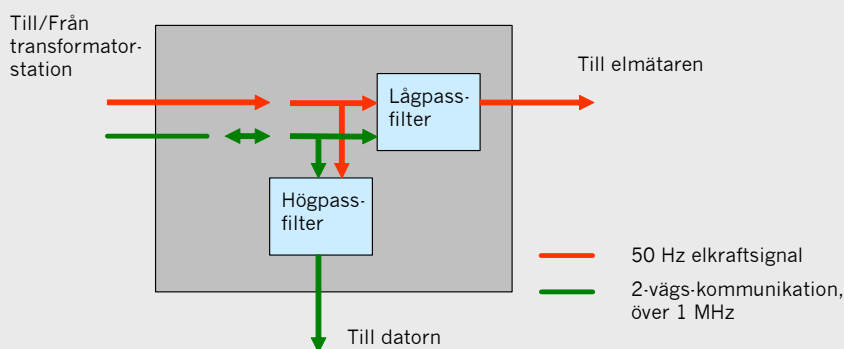 Till/Från
transformator-
station
Till elmätaren
Lågpass-
filter
Högpass-
filter
50 Hz elkraftsignal
2-vägs-kommunikation,
över 1 MHz
Till datorn